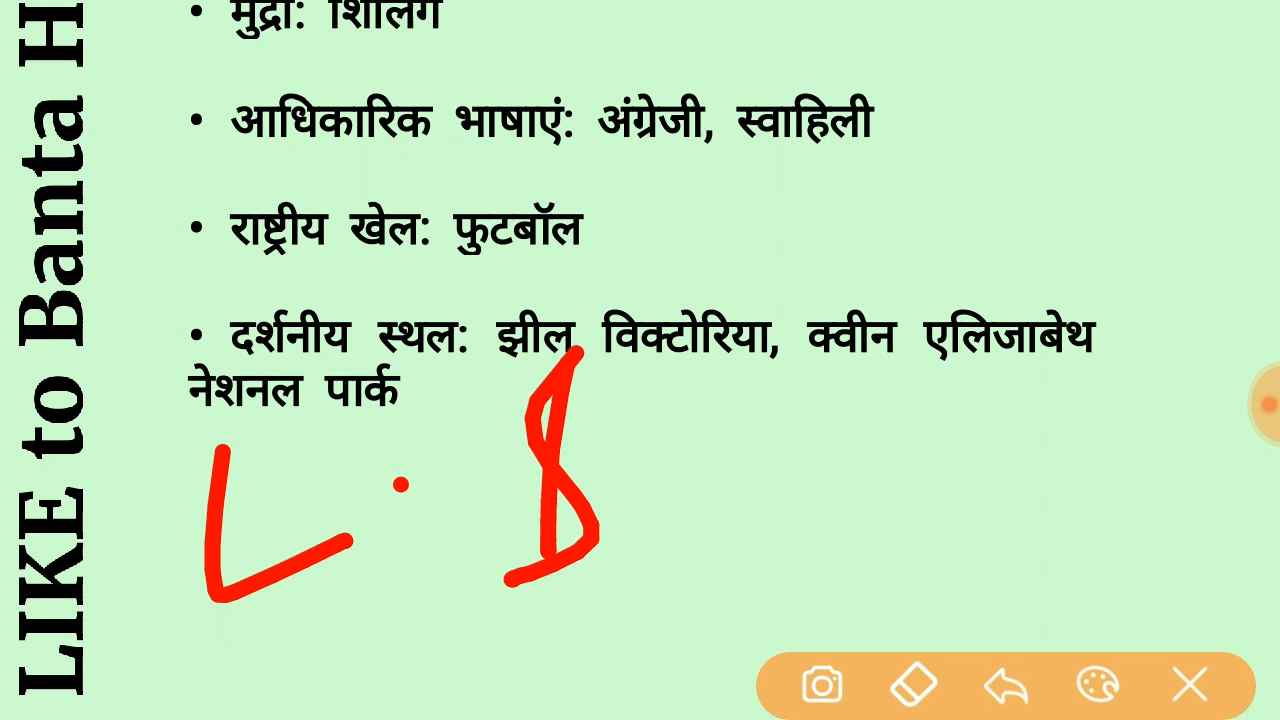 LIKE to Banta H
• मुद्रा: शिलिंग
• आधिकारिक भाषाएं: अंग्रेजी, स्वाहिली
• राष्ट्रीय खेल: फुटबॉल
• दर्शनीय स्थल: झील विक्टोरिया, क्वीन एलिजाबेथ
नेशनल पार्क
L . $